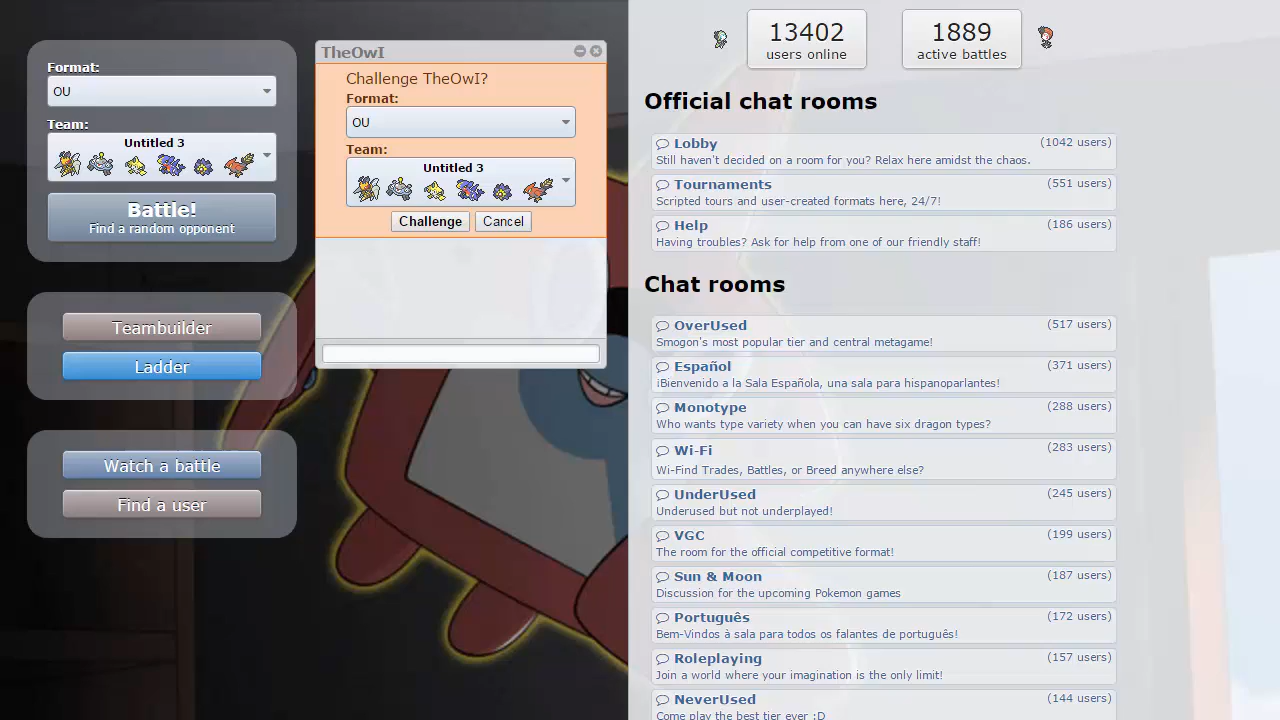 Format:
OU
Team:
Untitled 3
Battle!
Find a random opponent
Teambuilder
Ladder
Watch a battle
Find a user
TheOwI
Challenge TheOwI?
Format:
OU
Team:
Untitled 3
Challenge Cancel
13402
users online
1889
active battles
Official chat rooms
Lobby (1042 users)
Still haven't decided on a room for you? Relax here amidst the chaos.
Tournaments (551 users)
Scripted tours and user-created formats here, 24/7!
Help (186 users)
Having troubles? Ask for help from one of our friendly staff!
Chat rooms
OverUsed (517 users)
Smogon's most popular tier and central metagame!
Español (371 users)
¡Bienvenido a la Sala Española, una sala para hispanoparlantes!
Monotype (288 users)
Who wants type variety when you can have six dragon types?
Wi-Fi (283 users)
Wi-Find Trades, Battles, or Breed anywhere else?
UnderUsed (245 users)
Underused but not underplayed!
VGC (199 users)
The room for the official competitive format!
Sun & Moon (187 users)
Discussion for the upcoming Pokemon games
Português (172 users)
Bem-Vindos à sala para todos os falantes de português!
Roleplaying (157 users)
Join a world where your imagination is the only limit!
NeverUsed (144 users)
Come play the best tier ever :D